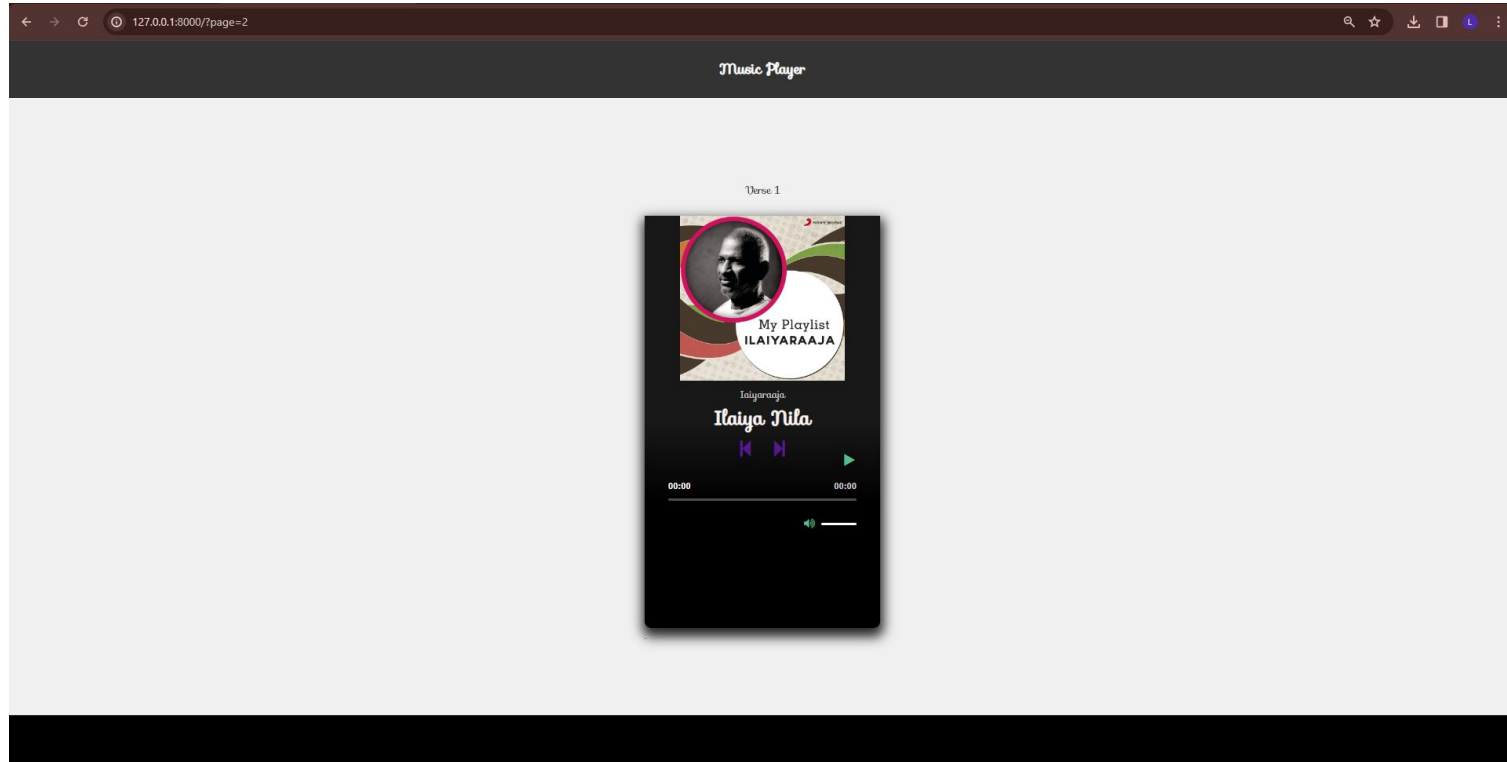 127.0.0.1:8000/?page=2
L
Music Player
Verse 1
My Playlist
ILAIYARAAJA
Iaiyaraaja
Ilaiya Nila
00:00 00:00